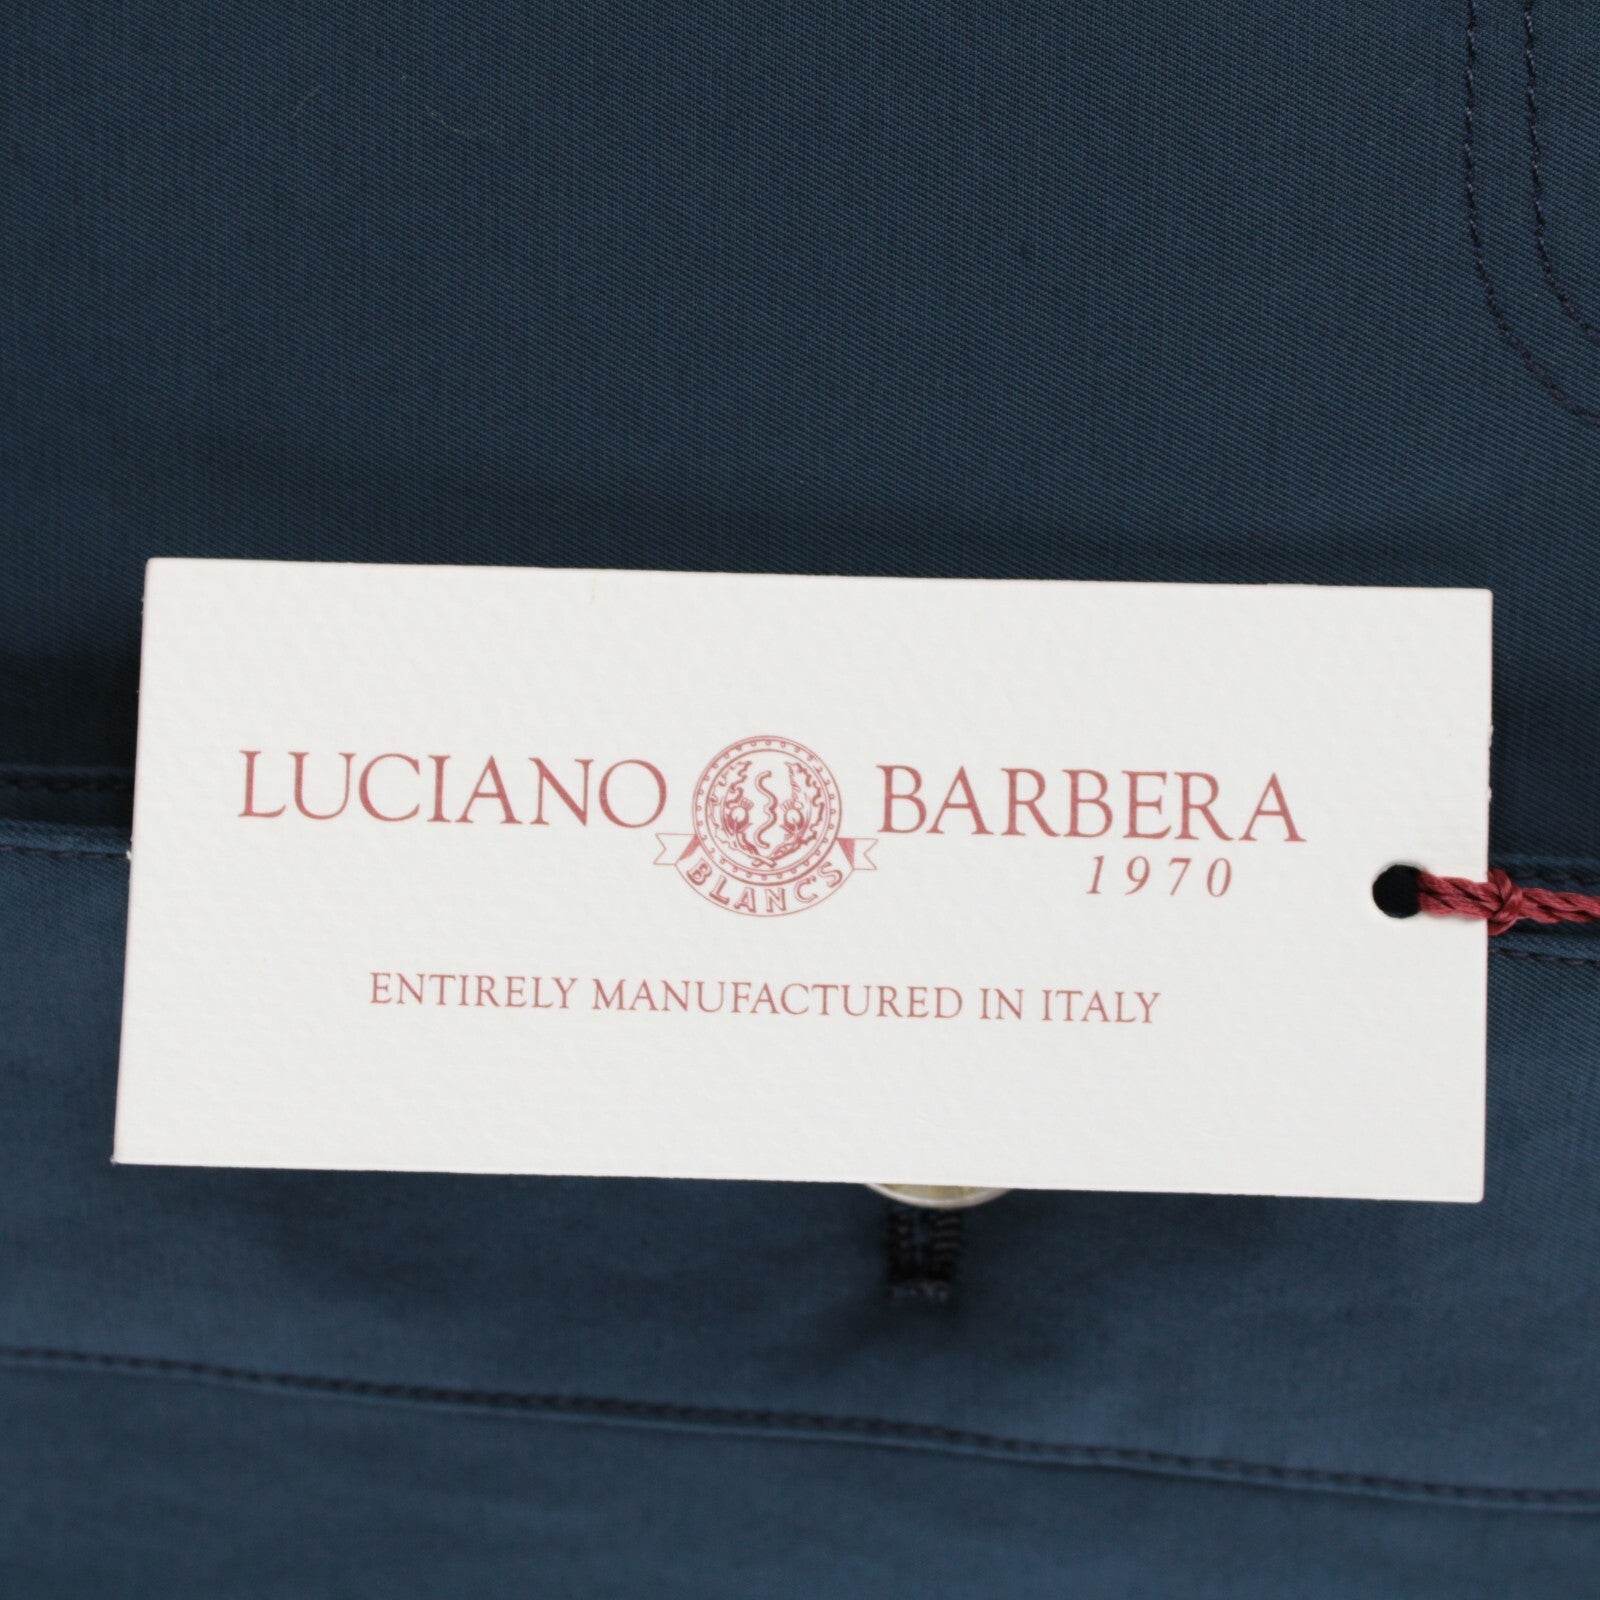 LUCIANO BARBERA
BLANC'S
1970
ENTIRELY MANUFACTURED IN ITALY